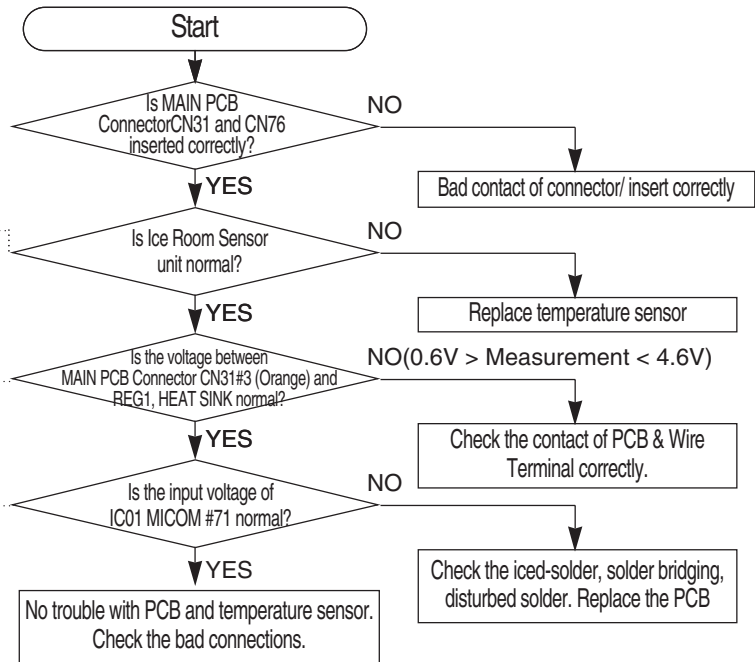 Start
Is MAIN PCB
ConnectorCN31 and CN76
inserted correctly?
NO
Bad contact of connector/ insert correctly
YES
Is Ice Room Sensor
unit normal?
NO
Replace temperature sensor
YES
Is the voltage between
MAIN PCB Connector CN31#3 (Orange) and
REG1, HEAT SINK normal?
NO(0.6V > Measurement < 4.6V)
Check the contact of PCB & Wire
Terminal correctly.
YES
Is the input voltage of
IC01 MICOM #71 normal?
NO
Check the iced-solder, solder bridging,
disturbed solder. Replace the PCB
YES
No trouble with PCB and temperature sensor.
Check the bad connections.